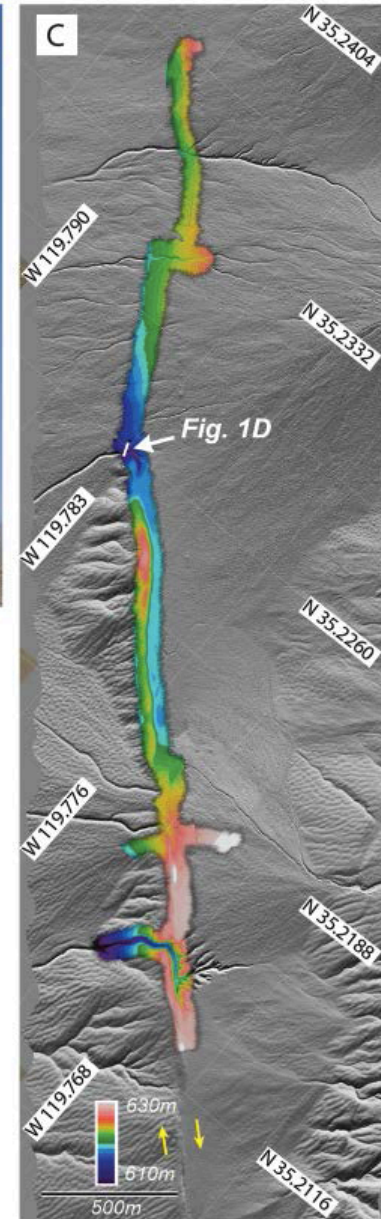 C
N 35.2404
W 119.790
N 35.2332
Fig. 1D
W 119.783
N 35.2260
W 119.776
N 35.2188
W 119.768
630m
610m
500m
N 35.2116